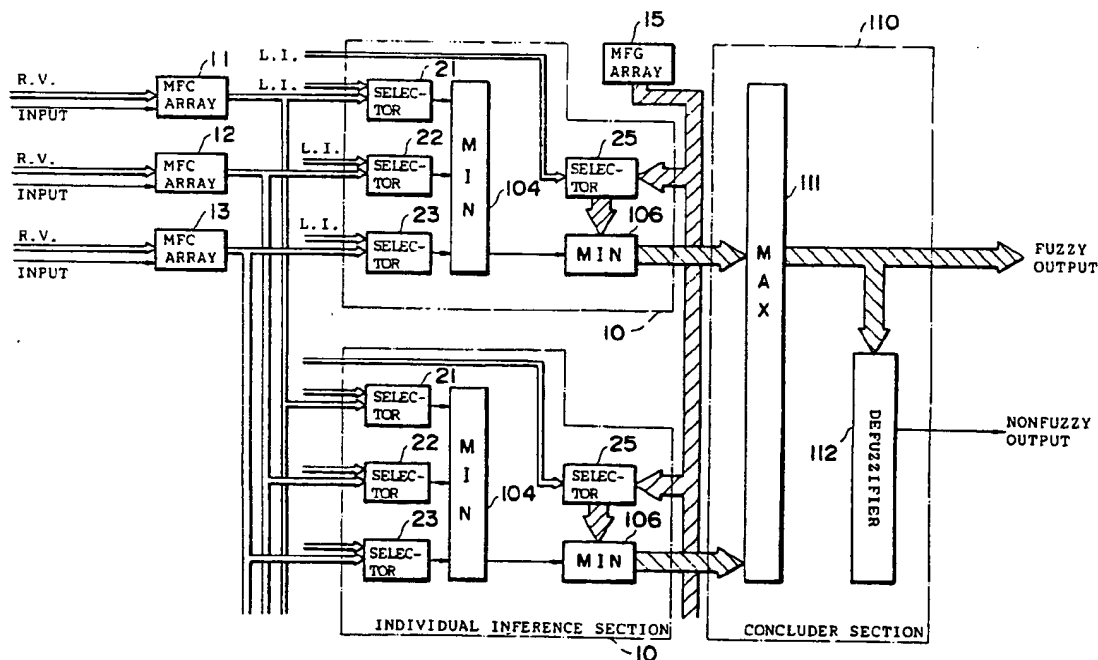 15
110
11
L.I.
21
MFG
ARRAY
R.V.
MFC
ARRAY
L.I.
SELEC-
TOR
INPUT
12
22
25
R.V.
MFC
ARRAY
L.I.
SELEC-
TOR
M
I
N
104
SELEC-
TOR
111
INPUT
13
23
106
R.V.
MFC
ARRAY
L.I.
SELEC-
TOR
MIN
M
A
X
FUZZY
OUTPUT
INPUT
10
21
SELEC-
TOR
22
25
SELEC-
TOR
M
I
N
104
SELEC-
TOR
112
DEFUZZIFIER
NONFUZZY
OUTPUT
23
106
SELEC-
TOR
MIN
INDIVIDUAL INFERENCE SECTION
CONCLUDER SECTION
10